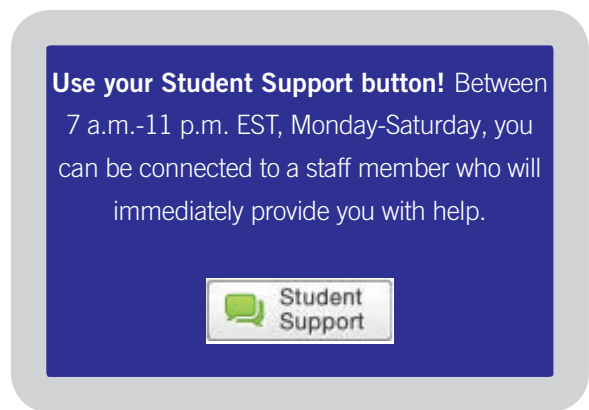 Use your Student Support button! Between
7 a.m.-11 p.m. EST, Monday-Saturday, you
can be connected to a staff member who will
immediately provide you with help.
Student
Support